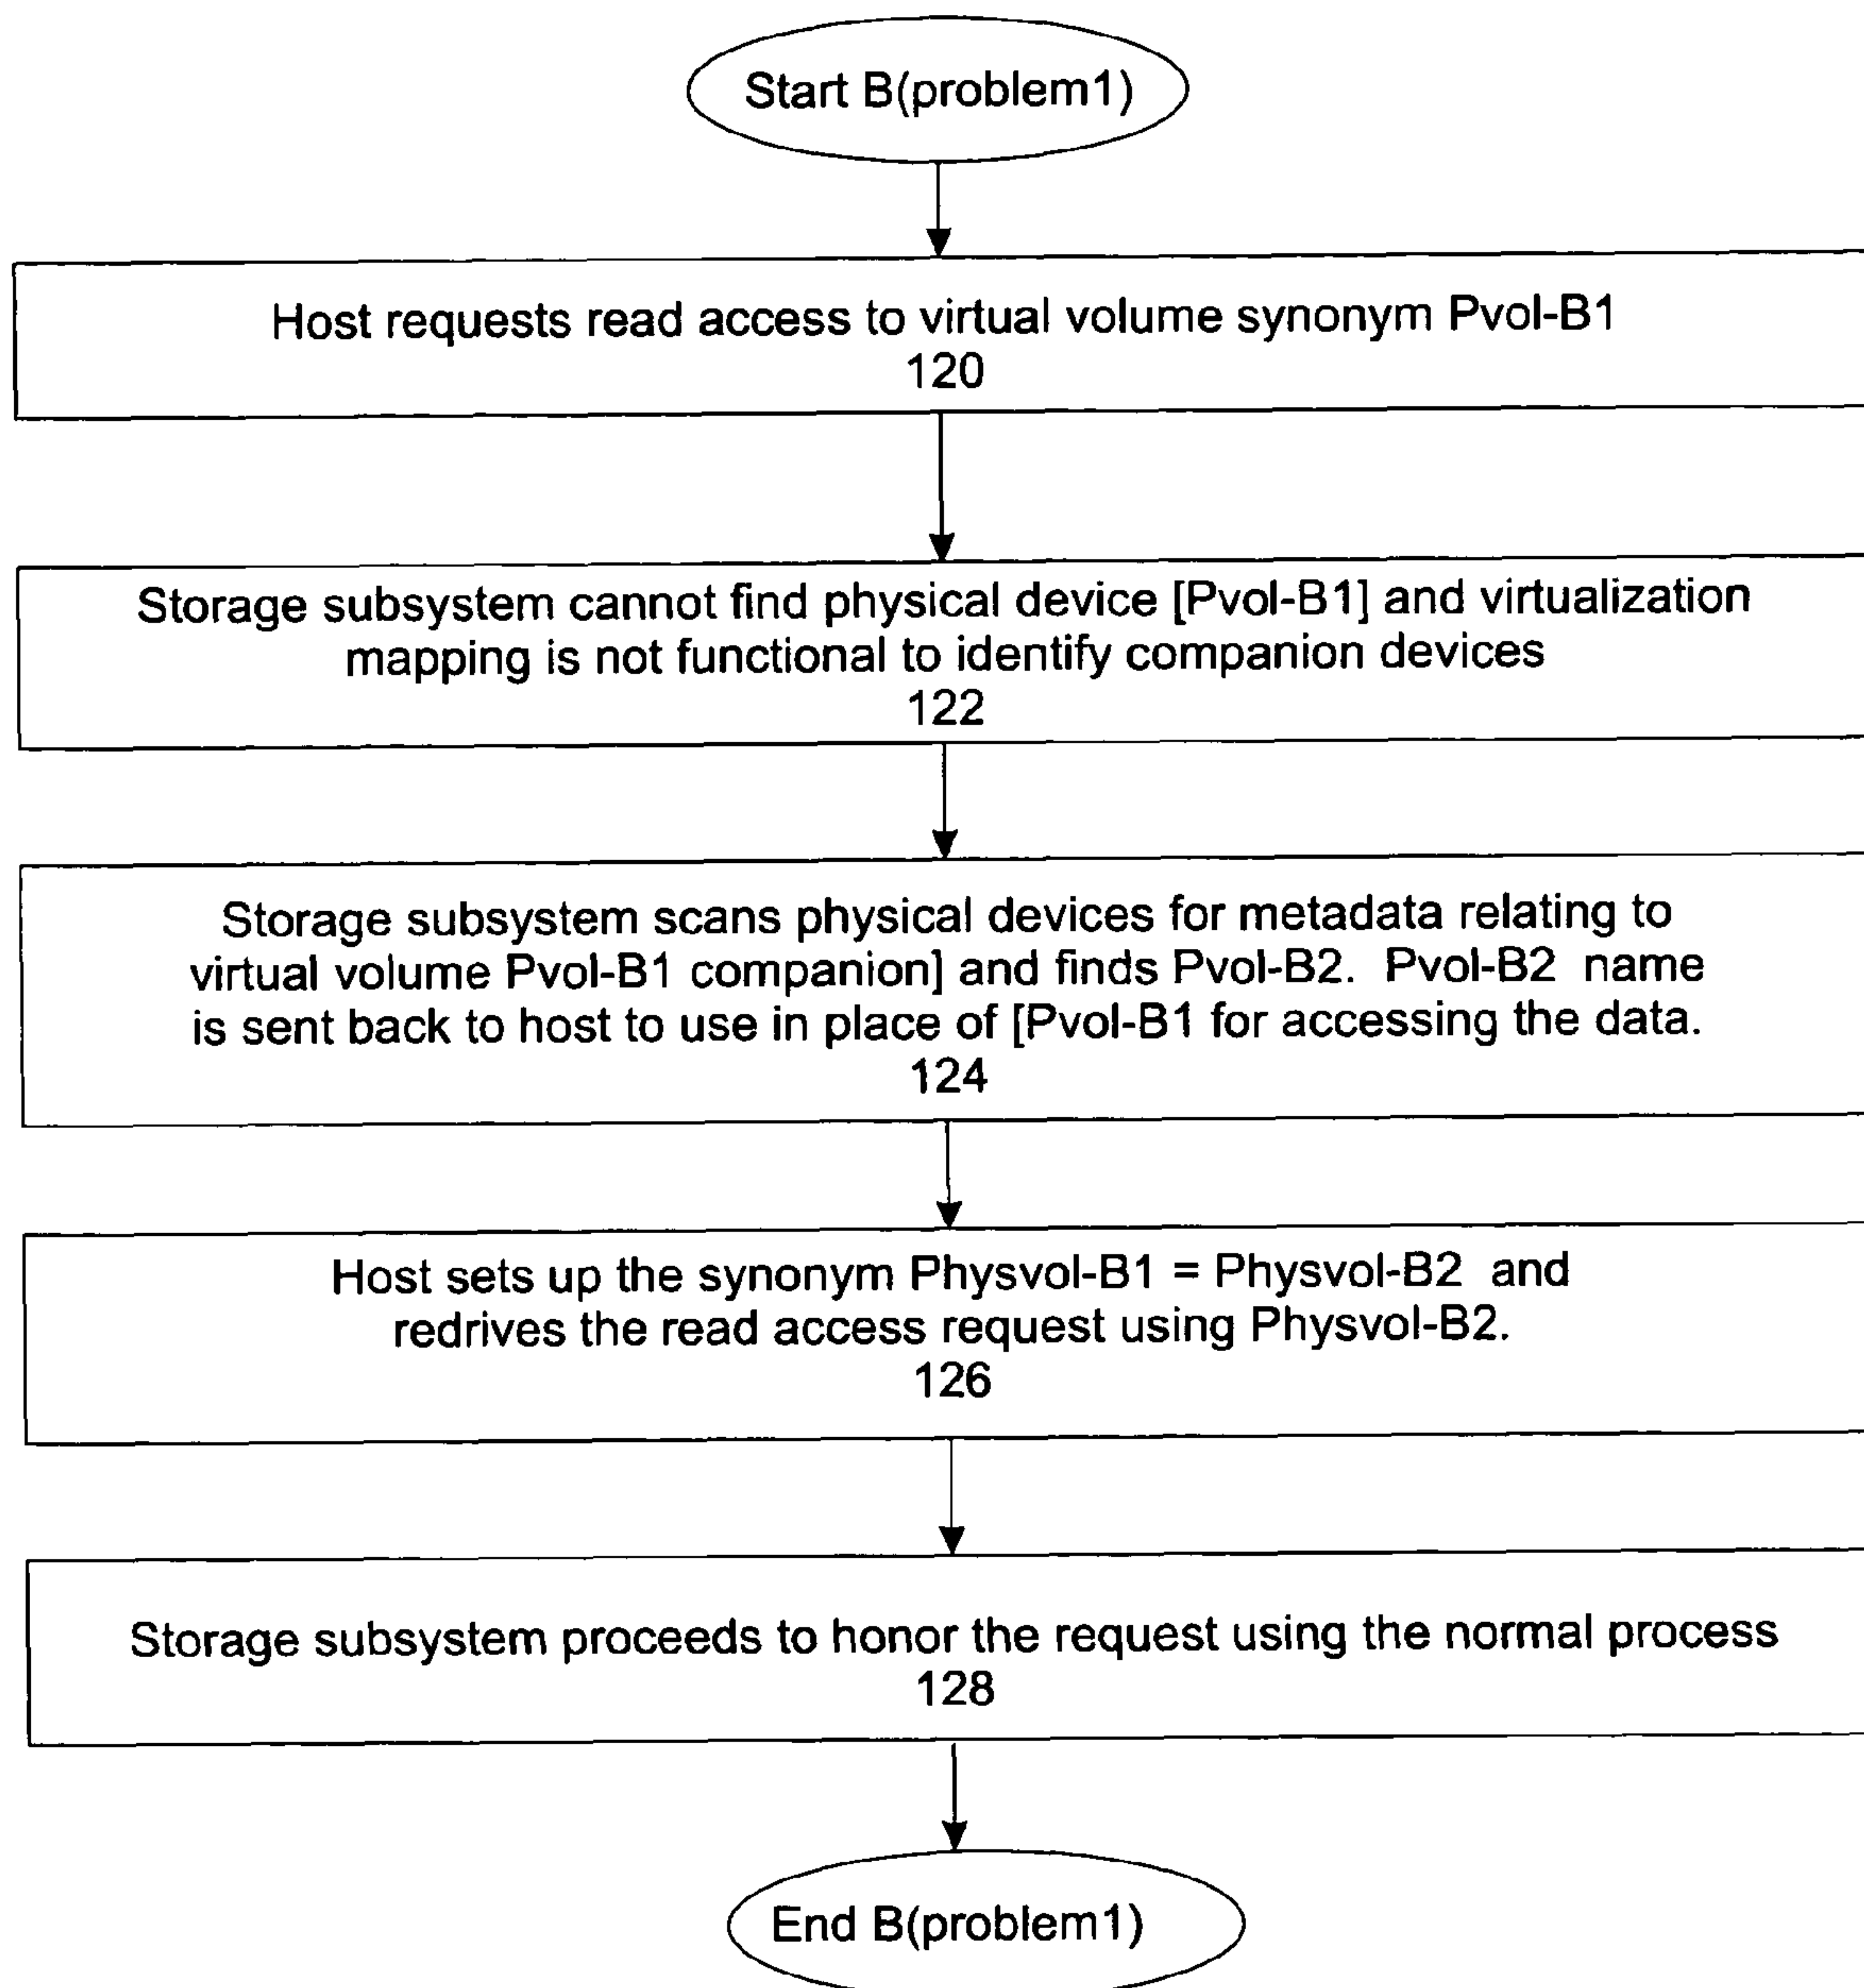 Start B(problem1)
Host requests read access to virtual volume synonym Pvol-B1
120
Storage subsystem cannot find physical device [Pvol-B1] and virtualization
mapping is not functional to identify companion devices
122
Storage subsystem scans physical devices for metadata relating to
virtual volume Pvol-B1 companion] and finds Pvol-B2. Pvol-B2 name
is sent back to host to use in place of [Pvol-B1 for accessing the data.
124
Host sets up the synonym Physvol-B1 = Physvol-B2 and
redrives the read access request using Physvol-B2.
126
Storage subsystem proceeds to honor the request using the normal process
128
End B(problem1)